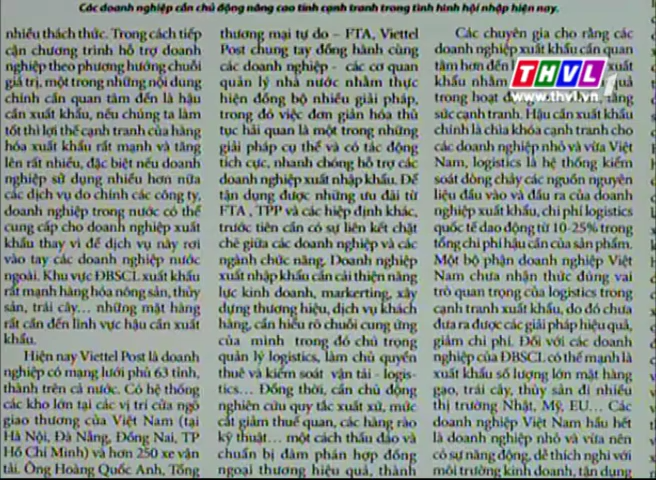 Các doanh nghiệp cần chủ động nâng cao tính cạnh tranh trong tình hình hội nhập hiện nay.
nhiều thách thức. Trong cách tiếp
cận chương trình hỗ trợ doanh
nghiệp theo phương hướng chuỗi
giá trị, một trong những nội dung
chính cần quan tâm đến là hậu
cần xuất khẩu, nếu chúng ta làm
tốt thì lợi thế cạnh tranh của hàng
hóa xuất khẩu rất mạnh và tăng
lên rất nhiều, đặc biệt nếu doanh
nghiệp sử dụng nhiều hơn nữa
các dịch vụ do chính các công ty,
doanh nghiệp trong nước có thể
cung cấp cho doanh nghiệp xuất
khẩu thay vì để dịch vụ này rơi
vào tay các doanh nghiệp nước
ngoài. Khu vực ĐBSCL xuất khẩu
rất mạnh hàng hóa nông sản, thủy
sản, trái cây... những mặt hàng
rất cần đến lĩnh vực hậu cần xuất
khẩu.
Hiện nay Viettel Post là doanh
nghiệp có mạng lưới phủ 63 tỉnh,
thành trên cả nước. Có hệ thống
các kho lớn tại các vị trí cửa ngõ
giao thương của Việt Nam (tại
Hà Nội, Đà Nẵng, Đồng Nai, TP
Hồ Chí Minh) và hơn 250 xe vận
tải. Ông Hoàng Quốc Anh, Tổng
thương mại tự do – FTA, Viettel
Post chung tay đồng hành cùng
các doanh nghiệp - các cơ quan
quản lý nhà nước nhằm thực
hiện đồng bộ nhiều giải pháp,
trong đó việc đơn giản hóa thủ
tục hải quan là một trong những
giải pháp cụ thể và có tác động
tích cực, nhanh chóng hỗ trợ các
doanh nghiệp xuất nhập khẩu. Để
tận dụng được những ưu đãi từ
FTA , TPP và các hiệp định khác,
trước tiên cần có sự liên kết chặt
chẽ giữa các doanh nghiệp và các
ngành chức năng. Doanh nghiệp
xuất nhập khẩu cần cải thiện năng
lực kinh doanh, markerting, xây
dựng thương hiệu, dịch vụ khách
hàng, cần hiểu rõ chuỗi cung ứng
của mình trong đó chú trọng
quản lý logistics, làm chủ quyền
thuê và kiểm soát vận tải - logis-
tics... Đồng thời, cần chủ động
nghiên cứu quy tắc xuất xứ, mức
cắt giảm thuế quan, các hàng rào
kỹ thuật... một cách thấu đáo và
chuẩn bị đàm phán hợp đồng
ngoại thương hiệu quả, thành
Các chuyên gia cho rằng các
doanh nghiệp xuất khẩu cần quan
tâm hơn đến xuất
khẩu nhằm quả
trong hoạt tăng
sức cạnh tranh. Hậu cần xuất khẩu
chính là chìa khóa cạnh tranh cho
các doanh nghiệp nhỏ và vừa Việt
Nam, logistics là hệ thống kiểm
soát dòng chảy các nguồn nguyên
liệu đầu vào và đầu ra của doanh
nghiệp xuất khẩu, chi phí logistics
quốc tế dao động từ 10-25% trong
tổng chi phí hậu cần của sản phẩm.
Một bộ phận doanh nghiệp Việt
Nam chưa nhận thức đúng vai
trò quan trọng của logistics trong
cạnh tranh xuất khẩu, do đó chưa
đưa ra được các giải pháp hiệu quả,
giảm chi phí. Đối với các doanh
nghiệp của ĐBSCL có thế mạnh là
xuất khẩu số lượng lớn mặt hàng
gạo, trái cây, thủy sản đi nhiều
thị trường Nhật, Mỹ, EU... Các
doanh nghiệp Việt Nam hầu hết
là doanh nghiệp nhỏ và vừa nên
có sự năng động, dễ thích nghi với
môi trường kinh doanh, tận dụng
THVL1
www.thvl.vn